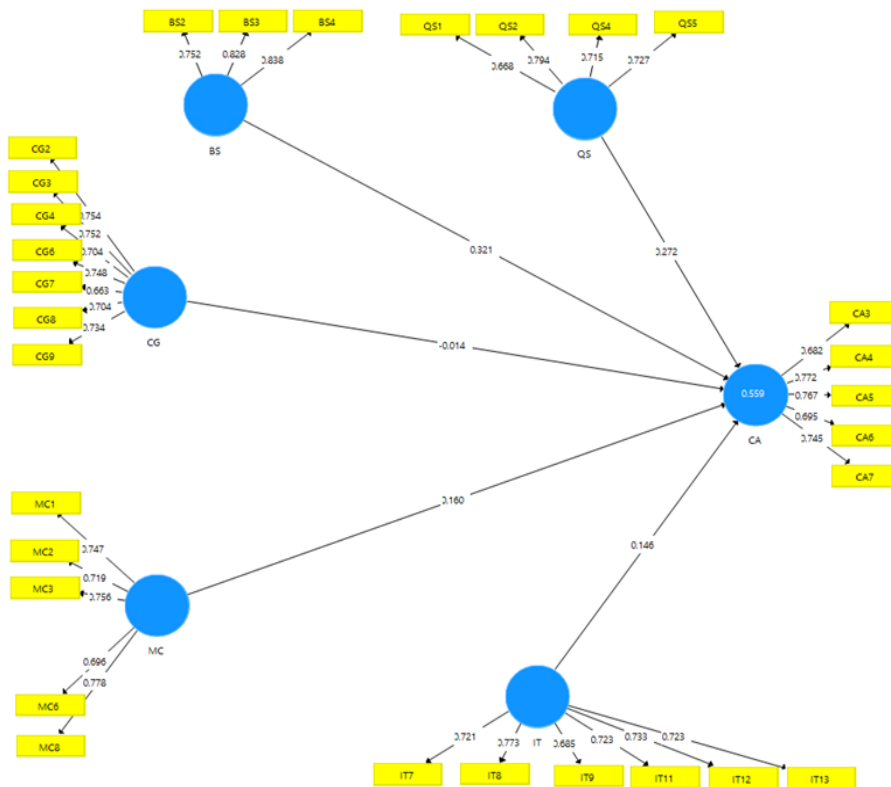 BS2
BS3
BS4
0.752
0.828
0.838
BS
QS1
QS2
QS4
QS5
0.668
0.794
0.715
0.727
QS
CG2
CG3
CG4
CG6
CG7
CG8
CG9
0.754
0.752
0.704
0.748
0.663
0.704
0.734
CG
0.321
0.272
-0.014
0.160
0.146
0.559
CA
CA3
CA4
CA5
CA6
CA7
0.682
0.772
0.767
0.695
0.745
MC1
MC2
MC3
MC6
MC8
0.747
0.719
0.756
0.696
0.778
MC
IT
0.721
0.773
0.685
0.723
0.733
0.723
IT7
IT8
IT9
IT11
IT12
IT13